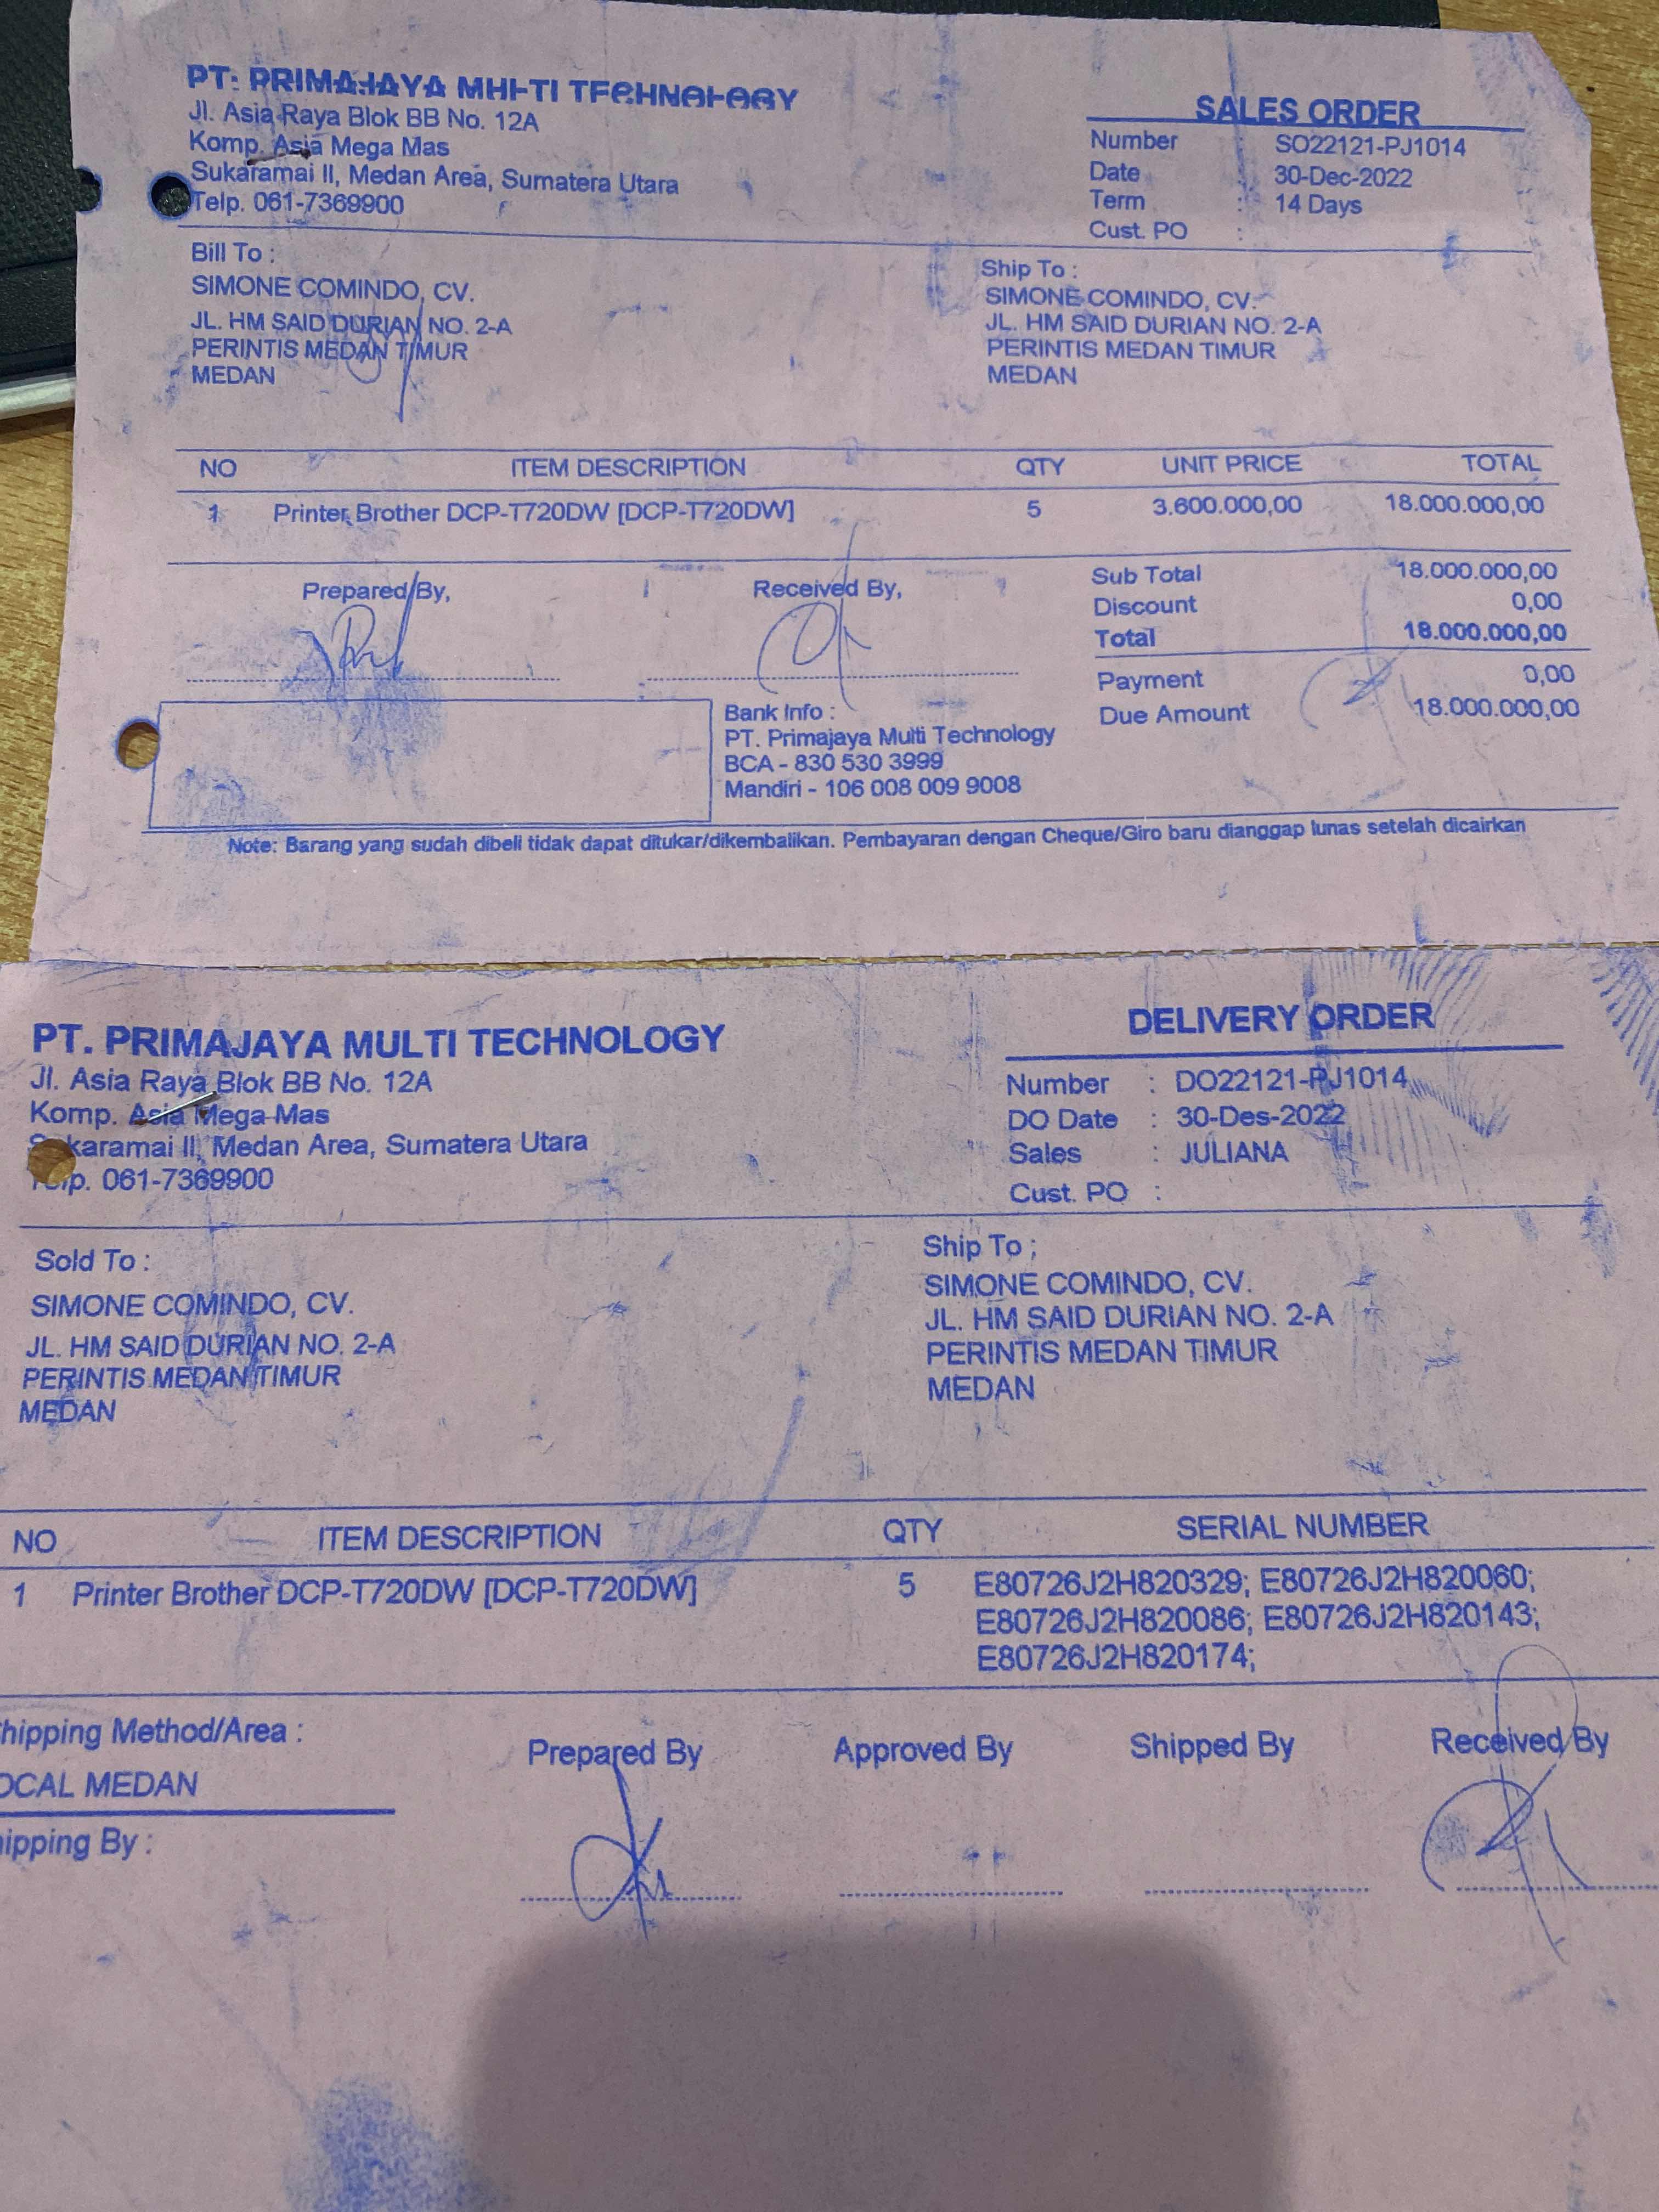 PT. PRIMAJAYA MULTI TECHNOLOGY
Jl. Asia Raya Blok BB No. 12A
Komp. Asia Mega Mas
Sukaramai II, Medan Area, Sumatera Utara
Telp. 061-7369900
SALES ORDER
Number : SO22121-PJ1014
Date : 30-Dec-2022
Term : 14 Days
Cust. PO :
Bill To :
SIMONE COMINDO, CV.
JL. HM SAID DURIAN NO. 2-A
PERINTIS MEDAN TIMUR
MEDAN
Ship To :
SIMONE COMINDO, CV.
JL. HM SAID DURIAN NO. 2-A
PERINTIS MEDAN TIMUR
MEDAN
NO ITEM DESCRIPTION QTY UNIT PRICE TOTAL
1 Printer Brother DCP-T720DW [DCP-T720DW] 5 3.600.000,00 18.000.000,00
Prepared By, Received By,
Sub Total 18.000.000,00
Discount 0,00
Total 18.000.000,00
Payment 0,00
Due Amount 18.000.000,00
Bank Info :
PT. Primajaya Multi Technology
BCA - 830 530 3999
Mandiri - 106 008 009 9008
Note: Barang yang sudah dibeli tidak dapat ditukar/dikembalikan. Pembayaran dengan Cheque/Giro baru dianggap lunas setelah dicairkan
PT. PRIMAJAYA MULTI TECHNOLOGY
Jl. Asia Raya Blok BB No. 12A
Komp. Asia Mega Mas
Sukaramai II, Medan Area, Sumatera Utara
Telp. 061-7369900
DELIVERY ORDER
Number : DO22121-PJ1014
DO Date : 30-Des-2022
Sales : JULIANA
Cust. PO :
Sold To :
SIMONE COMINDO, CV.
JL. HM SAID DURIAN NO. 2-A
PERINTIS MEDAN TIMUR
MEDAN
Ship To :
SIMONE COMINDO, CV.
JL. HM SAID DURIAN NO. 2-A
PERINTIS MEDAN TIMUR
MEDAN
NO ITEM DESCRIPTION QTY SERIAL NUMBER
1 Printer Brother DCP-T720DW [DCP-T720DW] 5 E80726J2H820329; E80726J2H820060;
E80726J2H820086; E80726J2H820143;
E80726J2H820174;
hipping Method/Area :
OCAL MEDAN
hipping By :
Prepared By Approved By Shipped By Received By